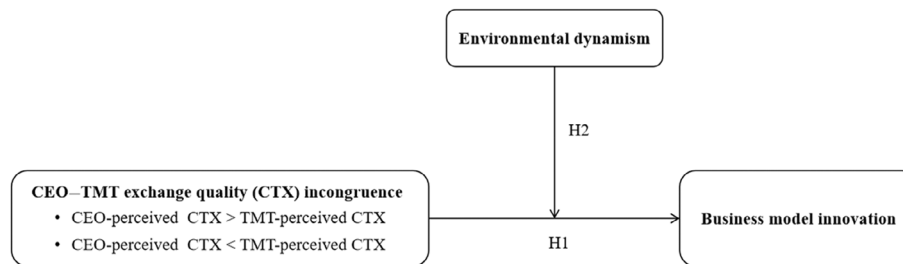 Environmental dynamism
H2
CEO–TMT exchange quality (CTX) incongruence
• CEO-perceived CTX > TMT-perceived CTX
• CEO-perceived CTX < TMT-perceived CTX
H1
Business model innovation